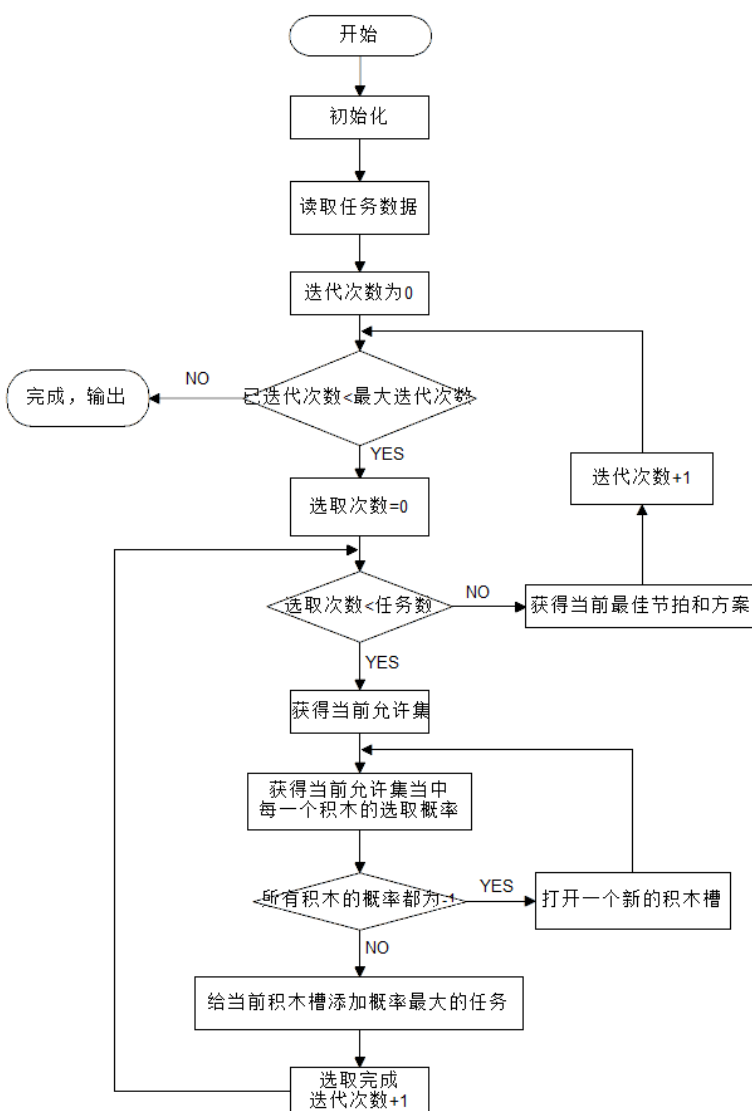 开始
初始化
读取任务数据
迭代次数为0
已迭代次数<最大迭代次数
NO
完成，输出
YES
选取次数=0
迭代次数+1
选取次数<任务数
NO
获得当前最佳节拍和方案
YES
获得当前允许集
获得当前允许集当中
每一个积木的选取概率
所有积木的概率都为-1
YES
打开一个新的积木槽
NO
给当前积木槽添加概率最大的任务
选取完成
迭代次数+1